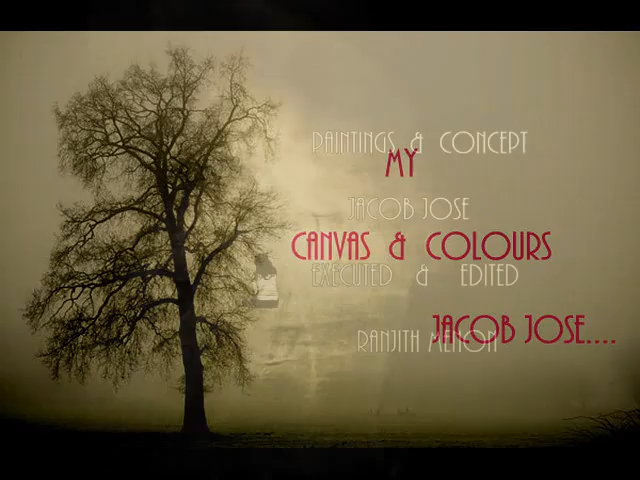 PAINTINGS & CONCEPT
MY
JACOB JOSE
CANVAS & COLOURS
EXECUTED & EDITED
JACOB JOSE....
RANJITH MENON